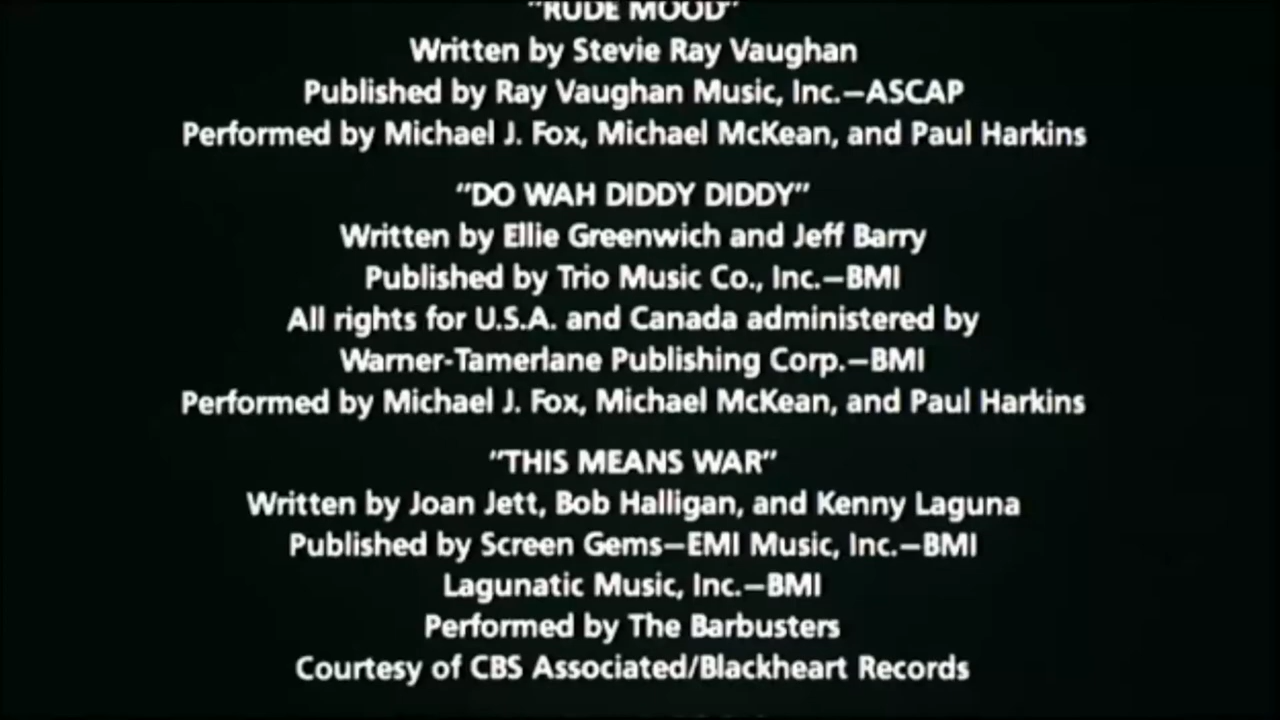 "RUDE MOOD"
Written by Stevie Ray Vaughan
Published by Ray Vaughan Music, Inc.—ASCAP
Performed by Michael J. Fox, Michael McKean, and Paul Harkins
"DO WAH DIDDY DIDDY"
Written by Ellie Greenwich and Jeff Barry
Published by Trio Music Co., Inc.—BMI
All rights for U.S.A. and Canada administered by
Warner-Tamerlane Publishing Corp.—BMI
Performed by Michael J. Fox, Michael McKean, and Paul Harkins
"THIS MEANS WAR"
Written by Joan Jett, Bob Halligan, and Kenny Laguna
Published by Screen Gems—EMI Music, Inc.—BMI
Lagunatic Music, Inc.—BMI
Performed by The Barbusters
Courtesy of CBS Associated/Blackheart Records